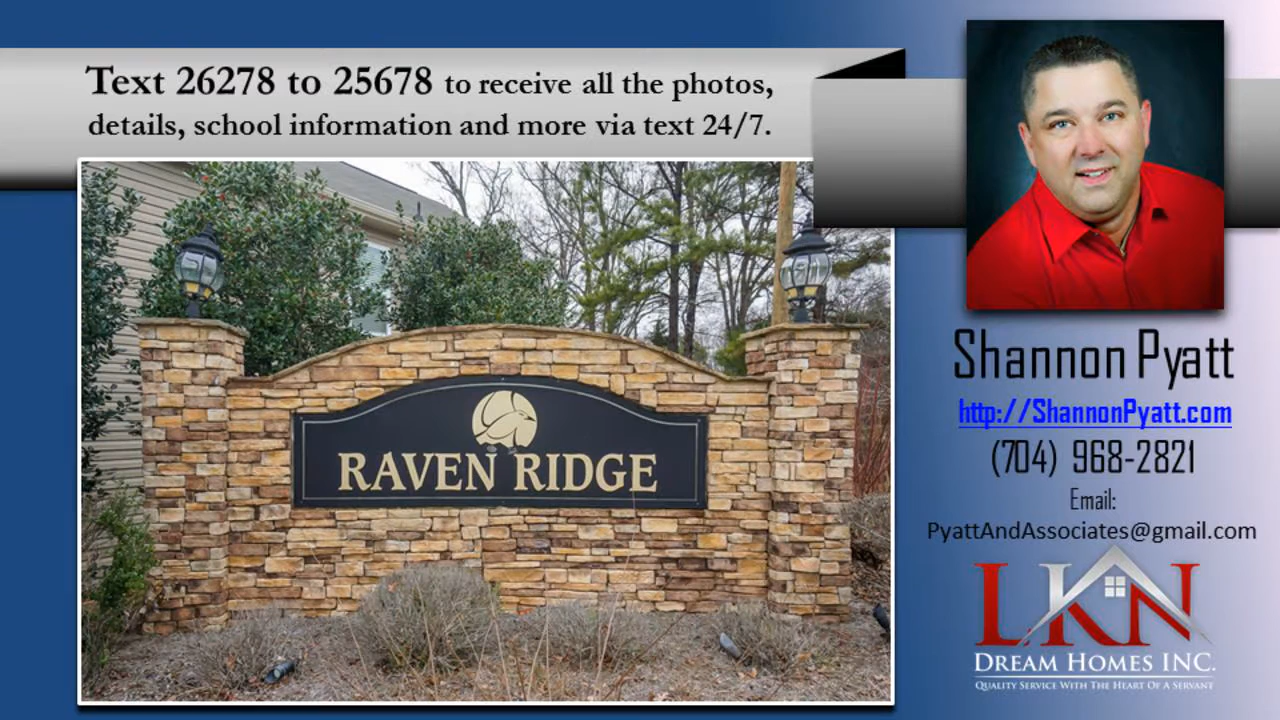 Text 26278 to 25678 to receive all the photos,
details, school information and more via text 24/7.
RAVEN RIDGE
Shannon Pyatt
http://ShannonPyatt.com
(704) 968-2821
Email:
PyattAndAssociates@gmail.com
LKN
DREAM HOMES INC.
QUALITY SERVICE WITH THE HEART OF A SERVANT